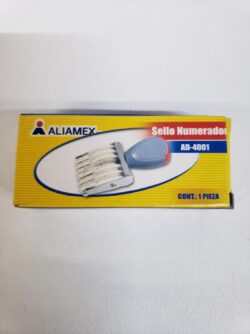 ALIAMEX
Sello Numerador
AD-4001
CONT.: 1 PIEZA